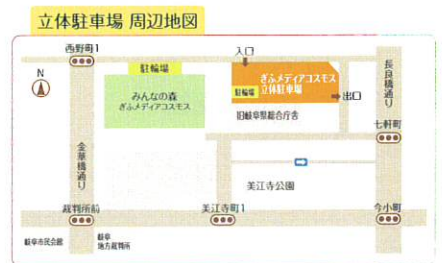 立体駐車場 周辺地図
西野町1
入口
駐輪場
ぎふメディアコスモス
立体駐車場
駐輪場
出口
長良橋通り
N
みんなの森
ぎふメディアコスモス
旧岐阜県総合庁舎
七軒町
金華橋通り
美江寺公園
裁判所前
美江寺町1
今小町
岐阜市民会館
岐阜
地方裁判所